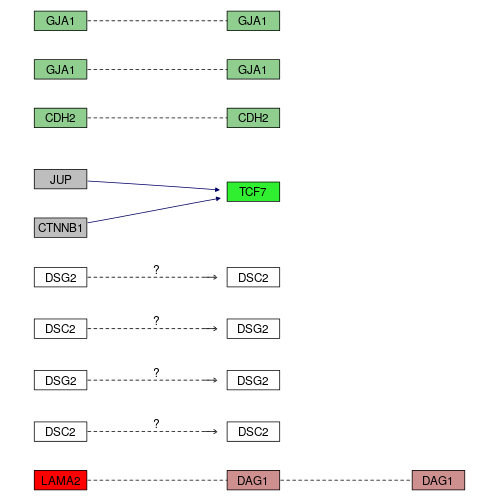 GJA1 GJA1
GJA1 GJA1
CDH2 CDH2
JUP
TCF7
CTNNB1
DSG2 ? DSC2
DSC2 ? DSG2
DSG2 ? DSG2
DSC2 ? DSC2
LAMA2 DAG1 DAG1